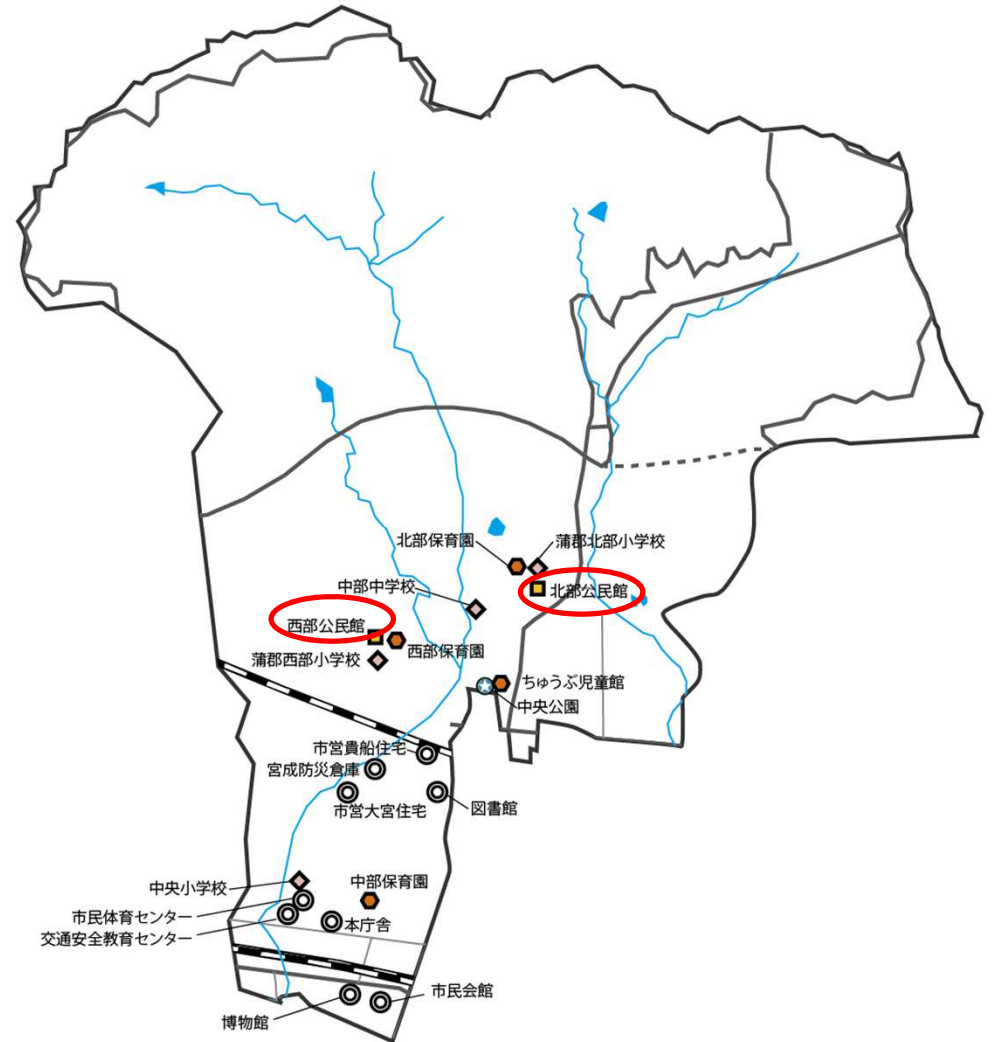 北部保育園
蒲郡北部小学校
中部中学校
北部公民館
西部公民館
西部保育園
蒲郡西部小学校
ちゅうぶ児童館
中央公園
市営貴船住宅
宮成防災倉庫
市営大宮住宅
図書館
中央小学校
中部保育園
市民体育センター
本庁舎
交通安全教育センター
市民会館
博物館